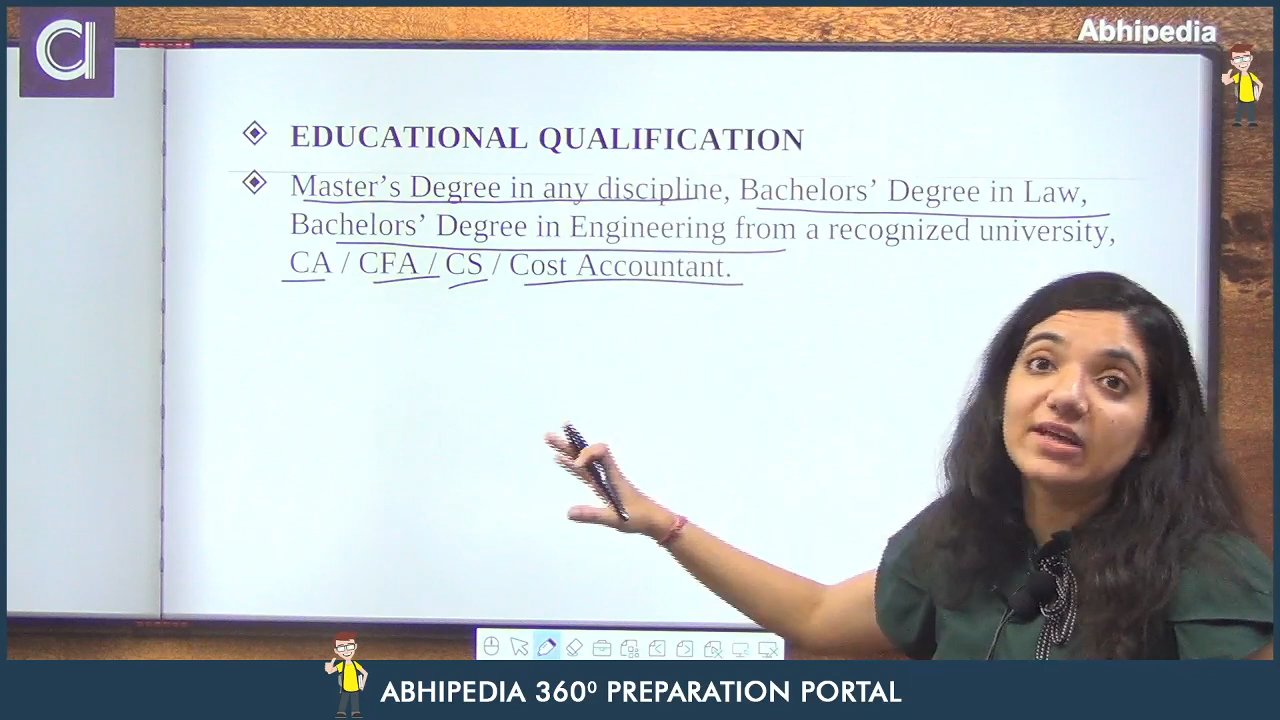 Abhipedia
EDUCATIONAL QUALIFICATION
Master's Degree in any discipline, Bachelors' Degree in Law,
Bachelors' Degree in Engineering from a recognized university,
CA / CFA / CS / Cost Accountant.
ABHIPEDIA 360⁰ PREPARATION PORTAL